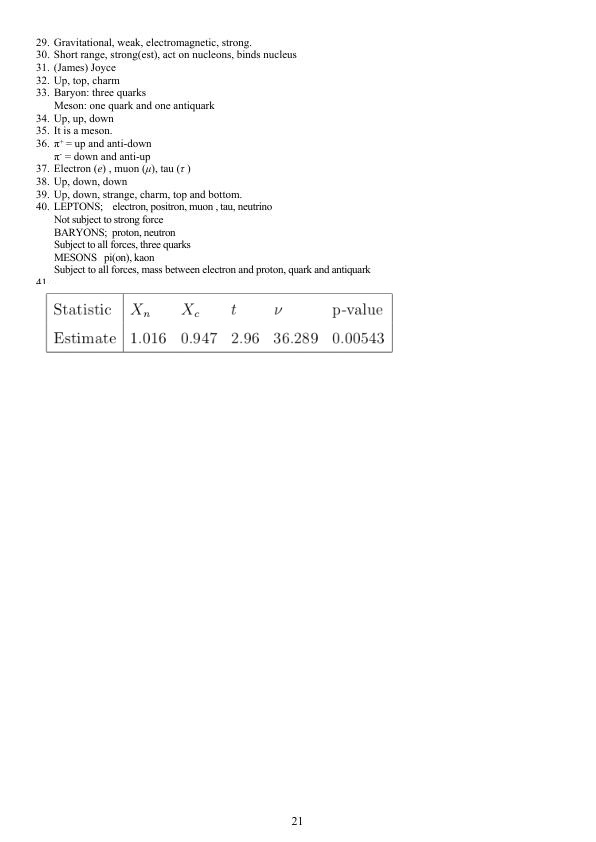 29. Gravitational, weak, electromagnetic, strong.
30. Short range, strong(est), act on nucleons, binds nucleus
31. (James) Joyce
32. Up, top, charm
33. Baryon: three quarks
Meson: one quark and one antiquark
34. Up, up, down
35. It is a meson.
36. π⁺ = up and anti-down
π⁻ = down and anti-up
37. Electron (e) , muon (μ), tau (τ )
38. Up, down, down
39. Up, down, strange, charm, top and bottom.
40. LEPTONS; electron, positron, muon , tau, neutrino
Not subject to strong force
BARYONS; proton, neutron
Subject to all forces, three quarks
MESONS pi(on), kaon
Subject to all forces, mass between electron and proton, quark and antiquark
41
Statistic Xₙ X_c t ν p-value
Estimate 1.016 0.947 2.96 36.289 0.00543
21